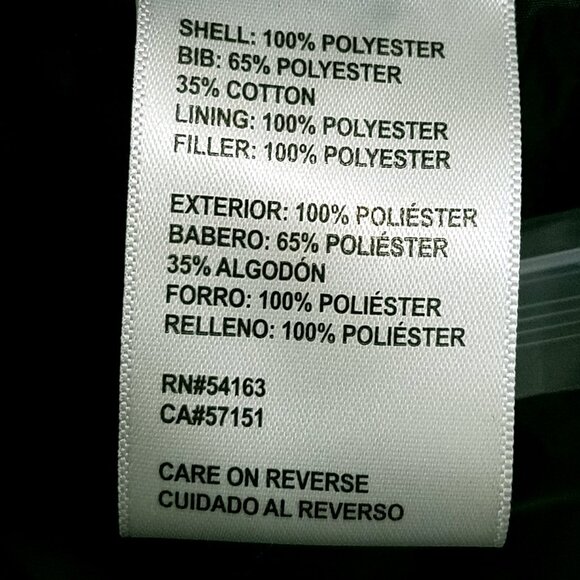 SHELL: 100% POLYESTER
BIB: 65% POLYESTER
35% COTTON
LINING: 100% POLYESTER
FILLER: 100% POLYESTER
EXTERIOR: 100% POLIÉSTER
BABERO: 65% POLIÉSTER
35% ALGODÓN
FORRO: 100% POLIÉSTER
RELLENO: 100% POLIÉSTER
RN#54163
CA#57151
CARE ON REVERSE
CUIDADO AL REVERSO